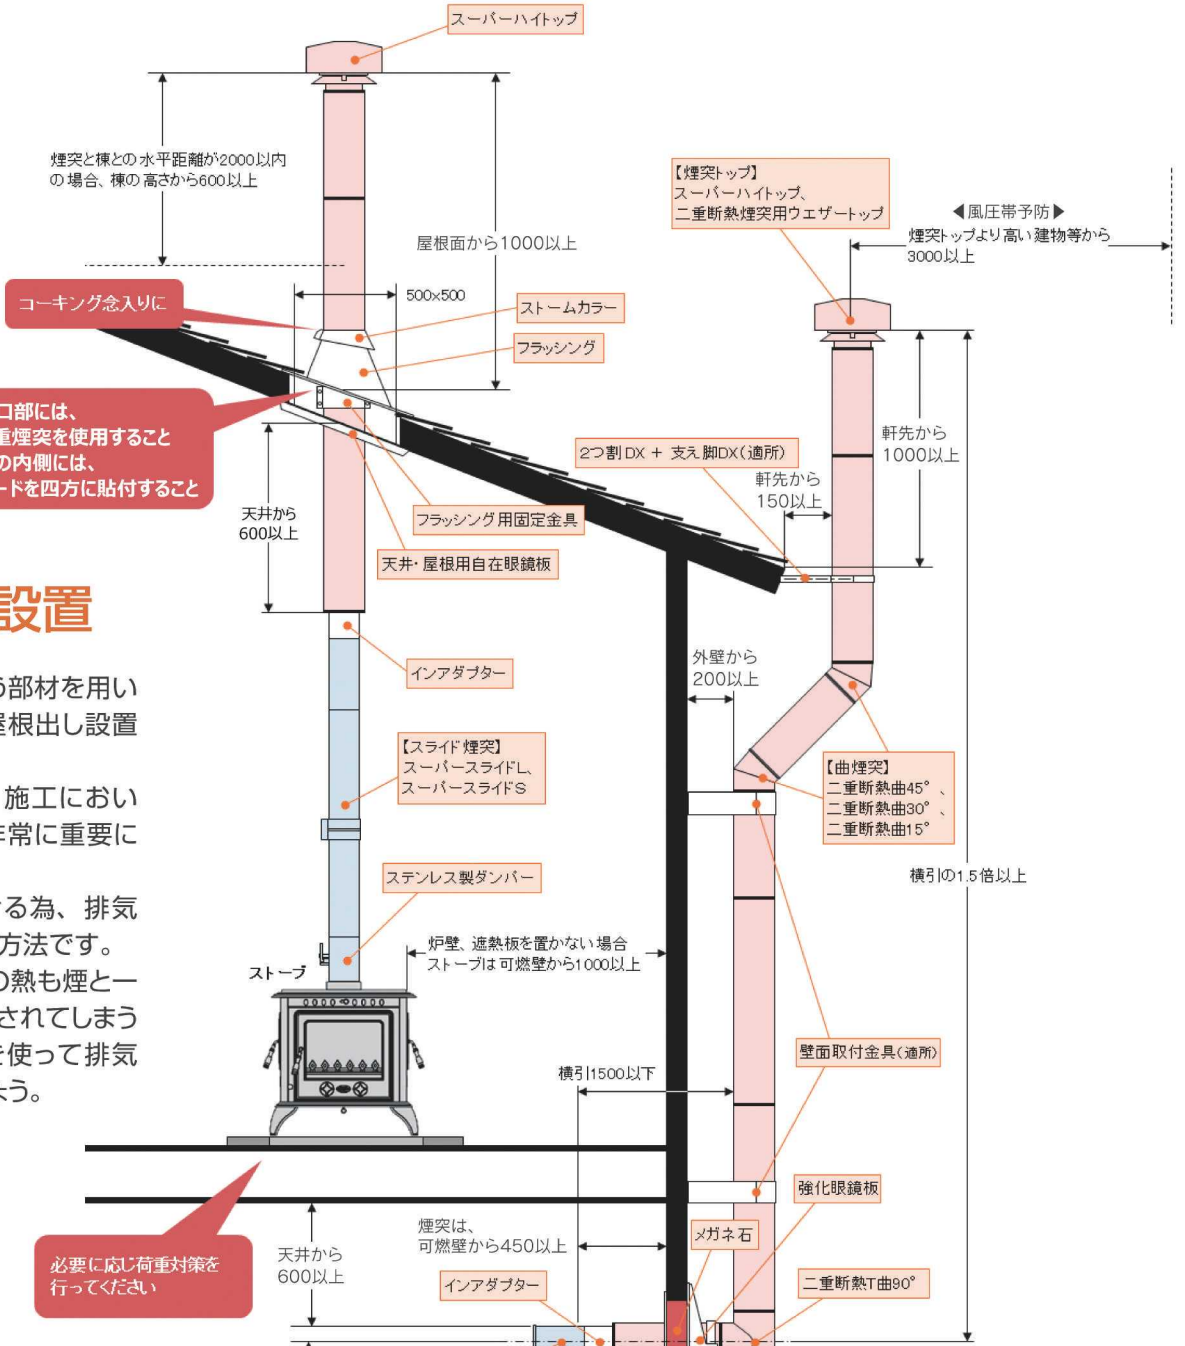 スーパーハイトップ
煙突と棟との水平距離が2000以内
の場合、棟の高さから600以上
屋根面から1000以上
【煙突トップ】
スーパーハイトップ、
二重断熱煙突用ウエザートップ
◀風圧帯予防▶
煙突トップより高い建物等から
3000以上
コーキング念入りに
500×500
ストームカラー
フラッシング
口部には、
重煙突を使用すること
の内側には、
ードを四方に貼付すること
2つ割DX + 支え脚DX(適所)
軒先から
1000以上
軒先から
150以上
天井から
600以上
フラッシング用固定金具
天井・屋根用自在眼鏡板
設置
インアダプター
外壁から
200以上
部材を用い
屋根出し設置
【スライド煙突】
スーパースライドL、
スーパースライドS
【曲煙突】
二重断熱曲45°、
二重断熱曲30°、
二重断熱曲15°
施工におい
非常に重要に
ステンレス製ダンパー
横引の1.5倍以上
る為、排気
方法です。
の熱も煙と一
されてしまう
を使って排気
ょう。
炉壁、遮熱板を置かない場合
ストーブは可燃壁から1000以上
ストーブ
壁面取付金具(適所)
横引1500以下
強化眼鏡板
煙突は、
可燃壁から450以上
メガネ石
必要に応じ荷重対策を
行ってください
天井から
600以上
インアダプター
二重断熱T曲90°